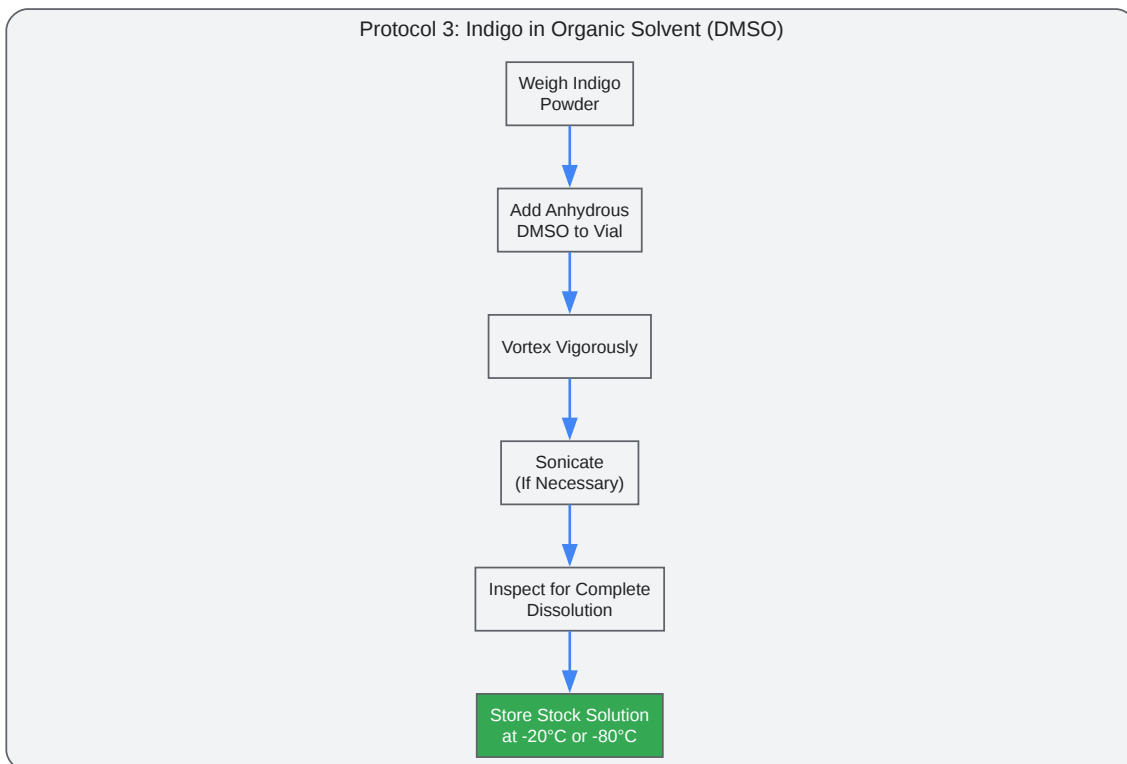 Protocol 3: Indigo in Organic Solvent (DMSO)
Weigh Indigo
Powder
Add Anhydrous
DMSO to Vial
Vortex Vigorously
Sonicate
(If Necessary)
Inspect for Complete
Dissolution
Store Stock Solution
at -20°C or -80°C